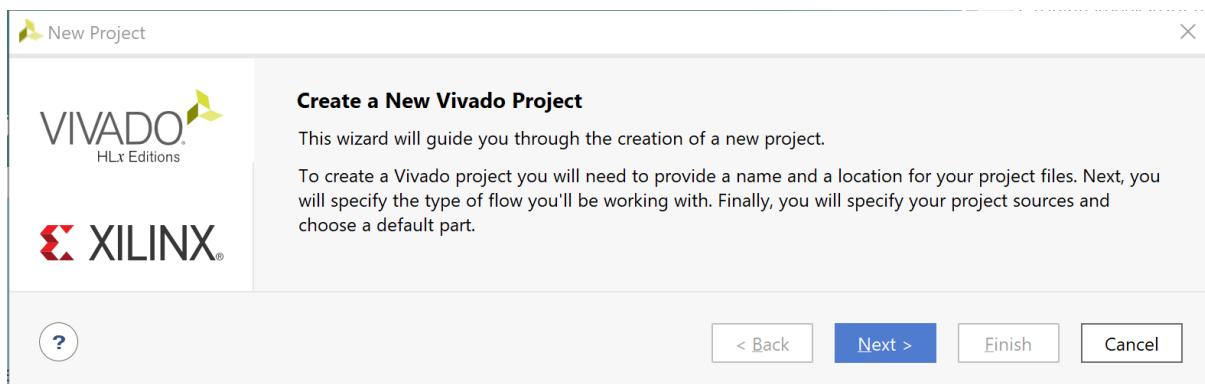 New Project
VIVADO.
HLx Editions
XILINX®
Create a New Vivado Project
This wizard will guide you through the creation of a new project.
To create a Vivado project you will need to provide a name and a location for your project files. Next, you
will specify the type of flow you'll be working with. Finally, you will specify your project sources and
choose a default part.
?
< Back
Next >
Finish
Cancel